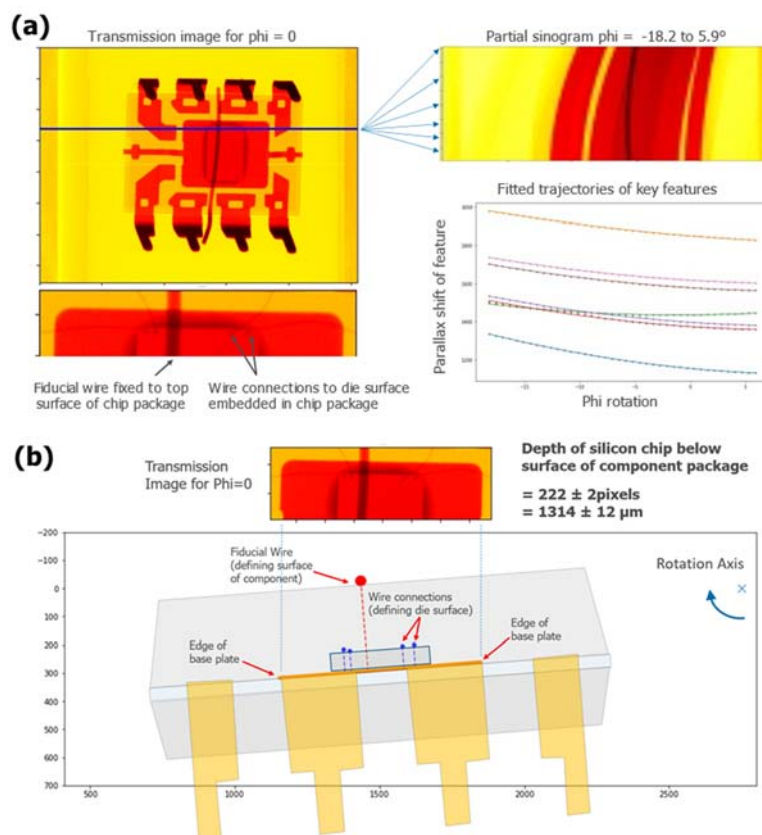 (a)
Transmission image for phi = 0
Partial sinogram phi = -18.2 to 5.9º
Fitted trajectories of key features
Parallax shift of feature
Phi rotation
Fiducial wire fixed to top
surface of chip package
Wire connections to die surface
embedded in chip package
(b)
Transmission
Image for Phi=0
Depth of silicon chip below
surface of component package
= 222 ± 2pixels
= 1314 ± 12 µm
Fiducial Wire
(defining surface
of component)
Wire connections
(defining die surface)
Rotation Axis
Edge of
base plate
Edge of
base plate
-200
-100
0
100
200
300
400
500
600
700
500
1000
1500
2000
2500